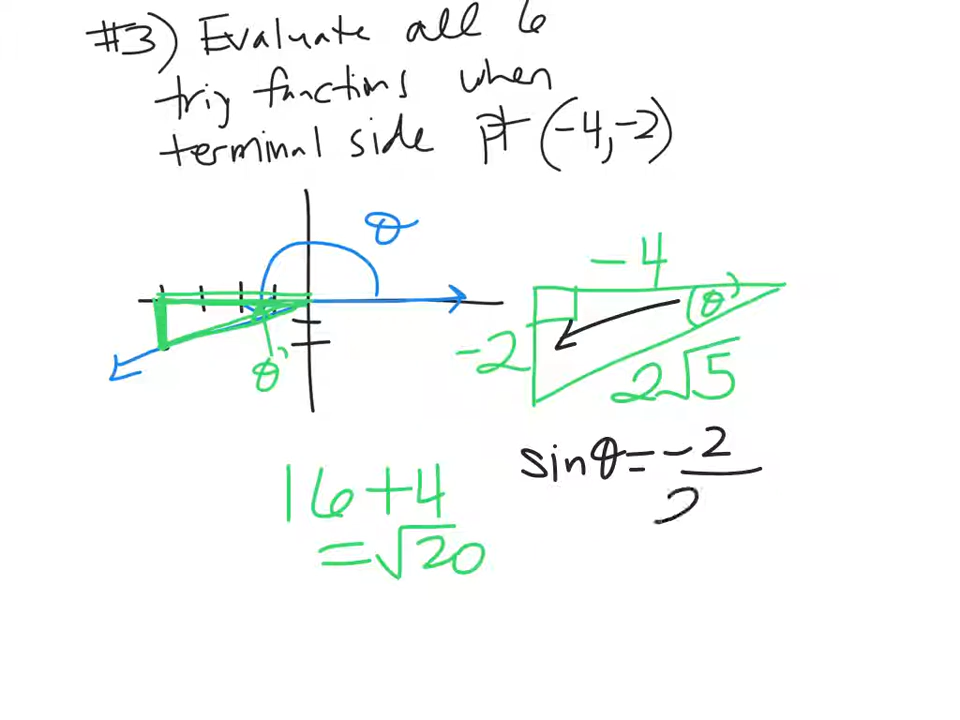 #3) Evaluate all 6
trig functions when
terminal side pt (-4,-2)
θ
-4
θ'
-2
2√5
θ'
sinθ = -2
2
16+4
=√20